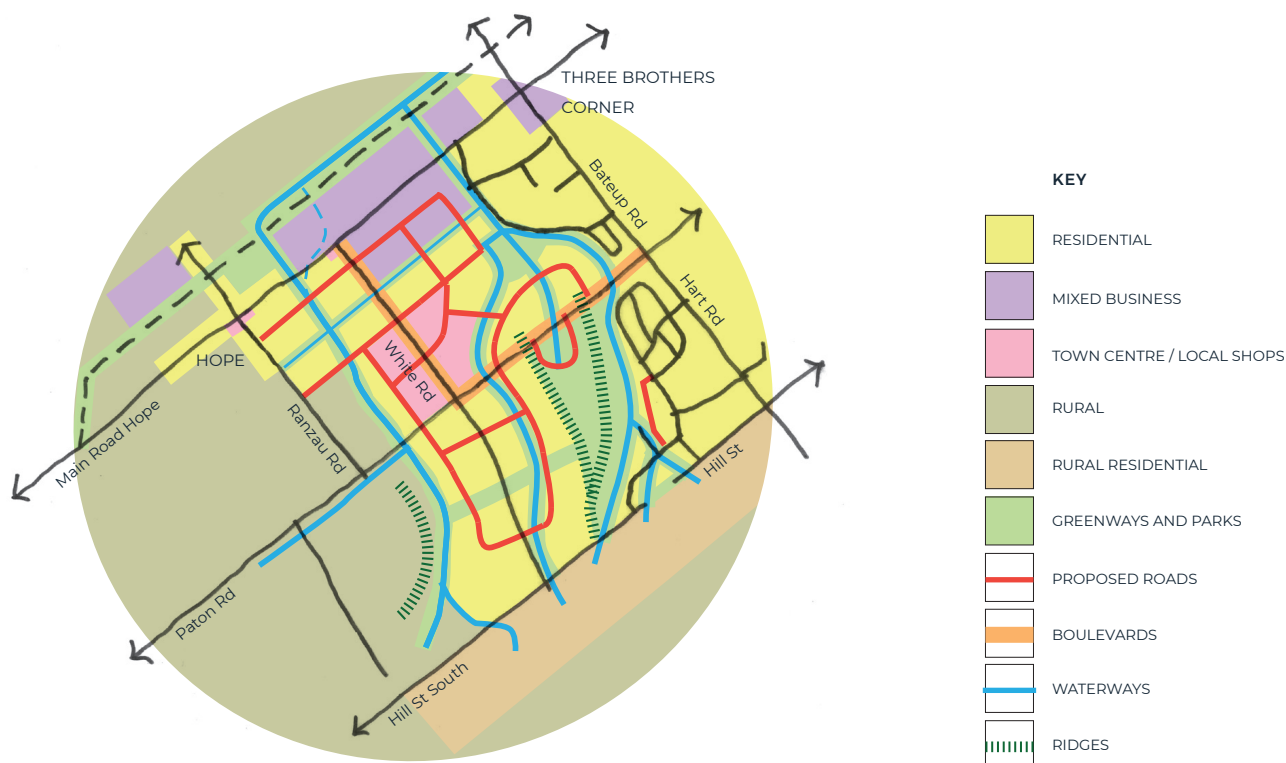 THREE BROTHERS
CORNER
Bateup Rd
Hart Rd
HOPE
White Rd
Main Road Hope
Ranzau Rd
Hill St
Paton Rd
Hill St South
KEY
RESIDENTIAL
MIXED BUSINESS
TOWN CENTRE / LOCAL SHOPS
RURAL
RURAL RESIDENTIAL
GREENWAYS AND PARKS
PROPOSED ROADS
BOULEVARDS
WATERWAYS
RIDGES